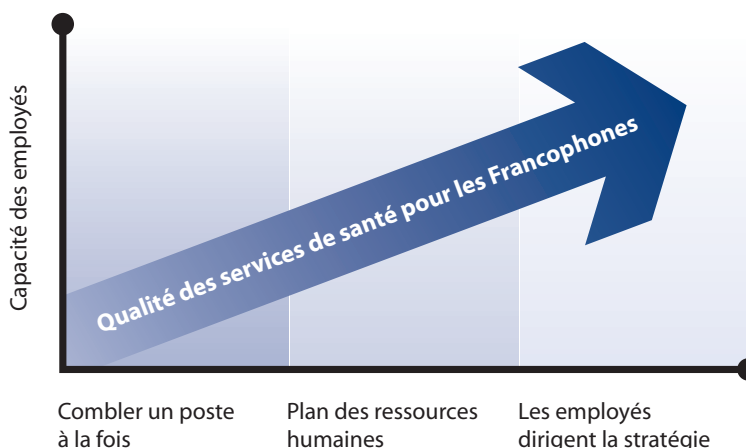 Capacité des employés
Qualité des services de santé pour les Francophones
Combler un poste
à la fois
Plan des ressources
humaines
Les employés
dirigent la stratégie